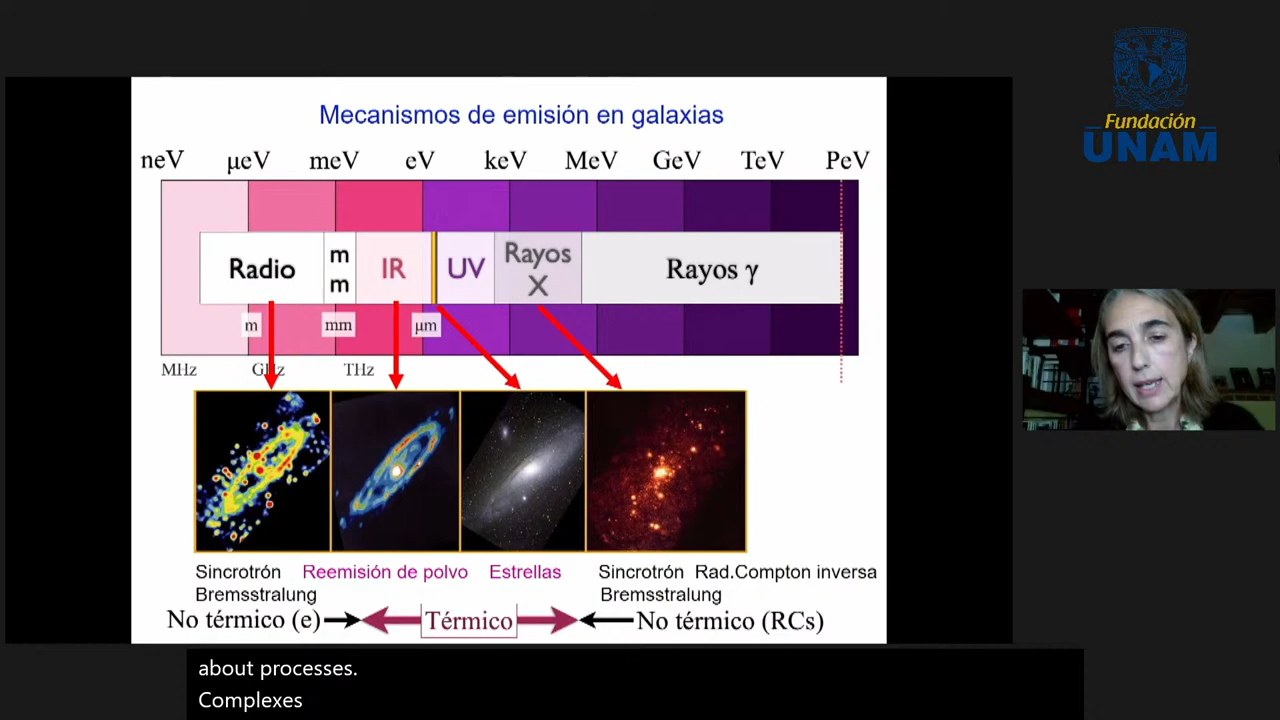 Mecanismos de emisión en galaxias
neV μeV meV eV keV MeV GeV TeV PeV
Radio
m
m
IR
UV
Rayos
X
Rayos γ
m mm μm
MHz GHz THz
Sincrotrón
Bremsstralung
Reemisión de polvo
Estrellas
Sincrotrón Rad.Compton inversa
Bremsstralung
No térmico (e) Térmico No térmico (RCs)
Fundación
UNAM
about processes.
Complexes